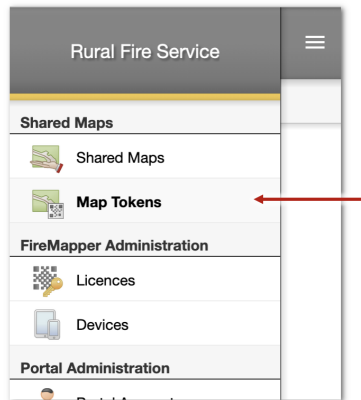 Rural Fire Service
Shared Maps
Shared Maps
Map Tokens
FireMapper Administration
Licences
Devices
Portal Administration